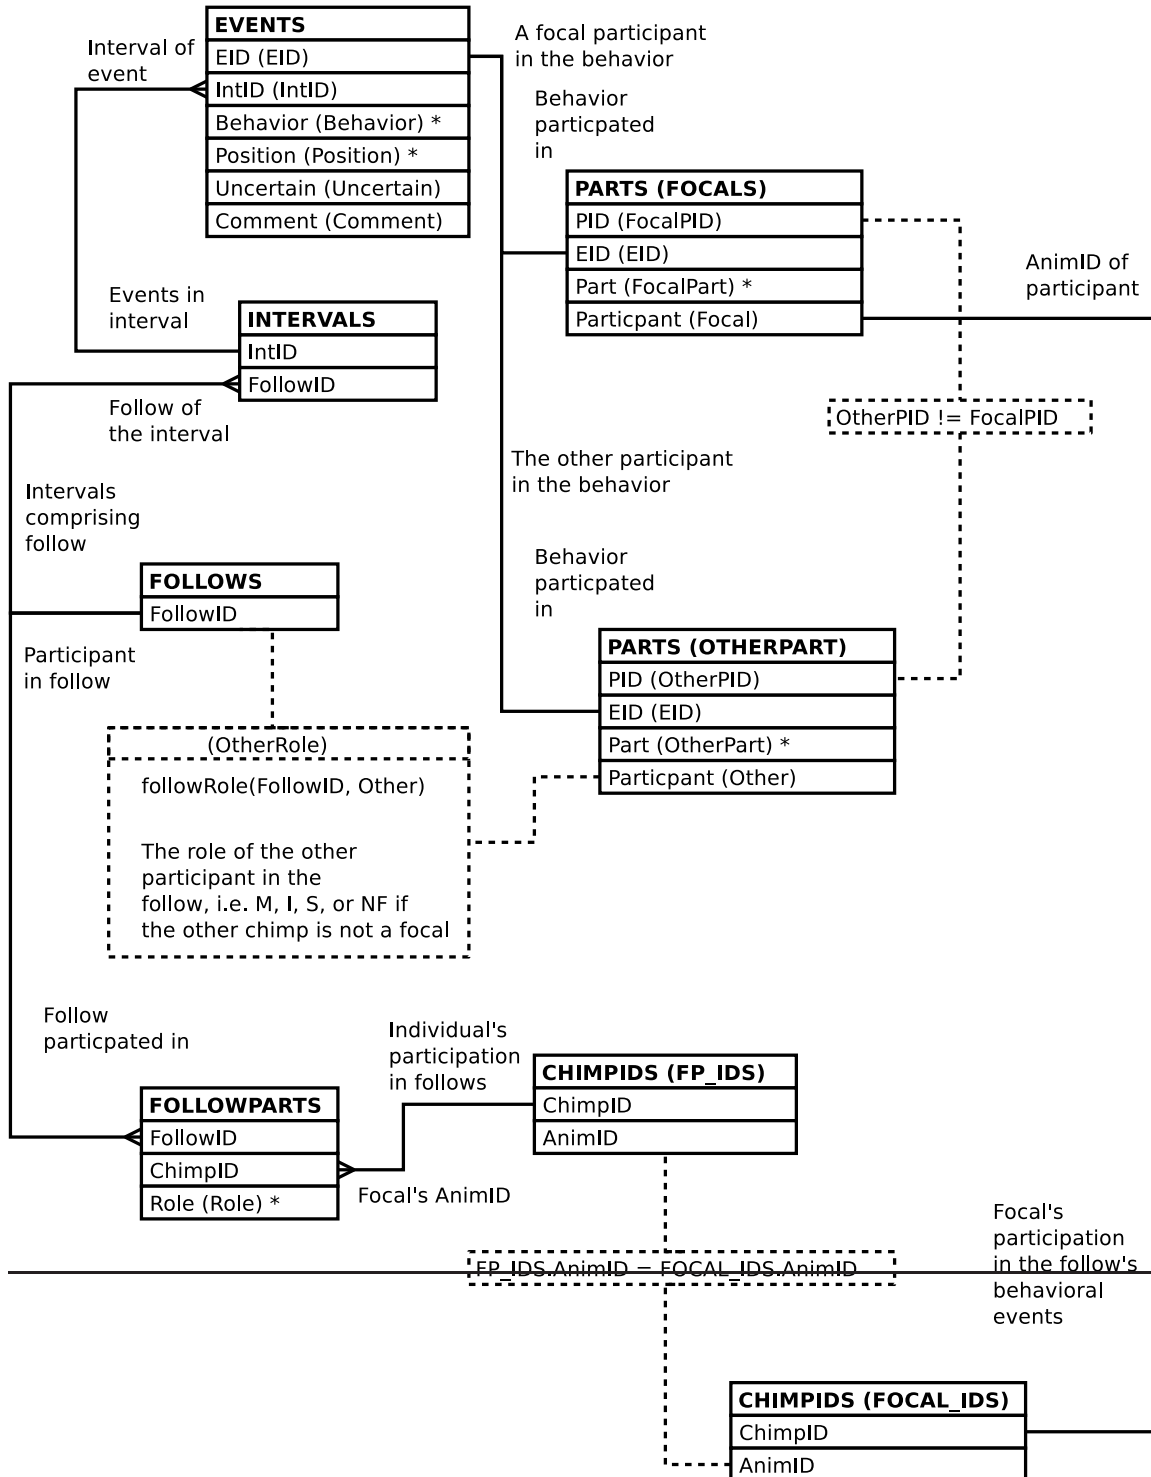 EVENTS
EID (EID)
IntID (IntID)
Behavior (Behavior) *
Position (Position) *
Uncertain (Uncertain)
Comment (Comment)
Interval of
event
A focal participant
in the behavior
Behavior
particpated
in
PARTS (FOCALS)
PID (FocalPID)
EID (EID)
Part (FocalPart) *
Particpant (Focal)
AnimID of
participant
Events in
interval
INTERVALS
IntID
FollowID
Follow of
the interval
OtherPID != FocalPID
The other participant
in the behavior
Intervals
comprising
follow
Behavior
particpated
in
FOLLOWS
FollowID
Participant
in follow
PARTS (OTHERPART)
PID (OtherPID)
EID (EID)
Part (OtherPart) *
Particpant (Other)
(OtherRole)
followRole(FollowID, Other)
The role of the other
participant in the
follow, i.e. M, I, S, or NF if
the other chimp is not a focal
Follow
particpated in
Individual's
participation
in follows
CHIMPIDS (FP_IDS)
ChimpID
AnimID
FOLLOWPARTS
FollowID
ChimpID
Role (Role) *
Focal's AnimID
FP_IDS.AnimID = FOCAL_IDS.AnimID
Focal's
participation
in the follow's
behavioral
events
CHIMPIDS (FOCAL_IDS)
ChimpID
AnimID